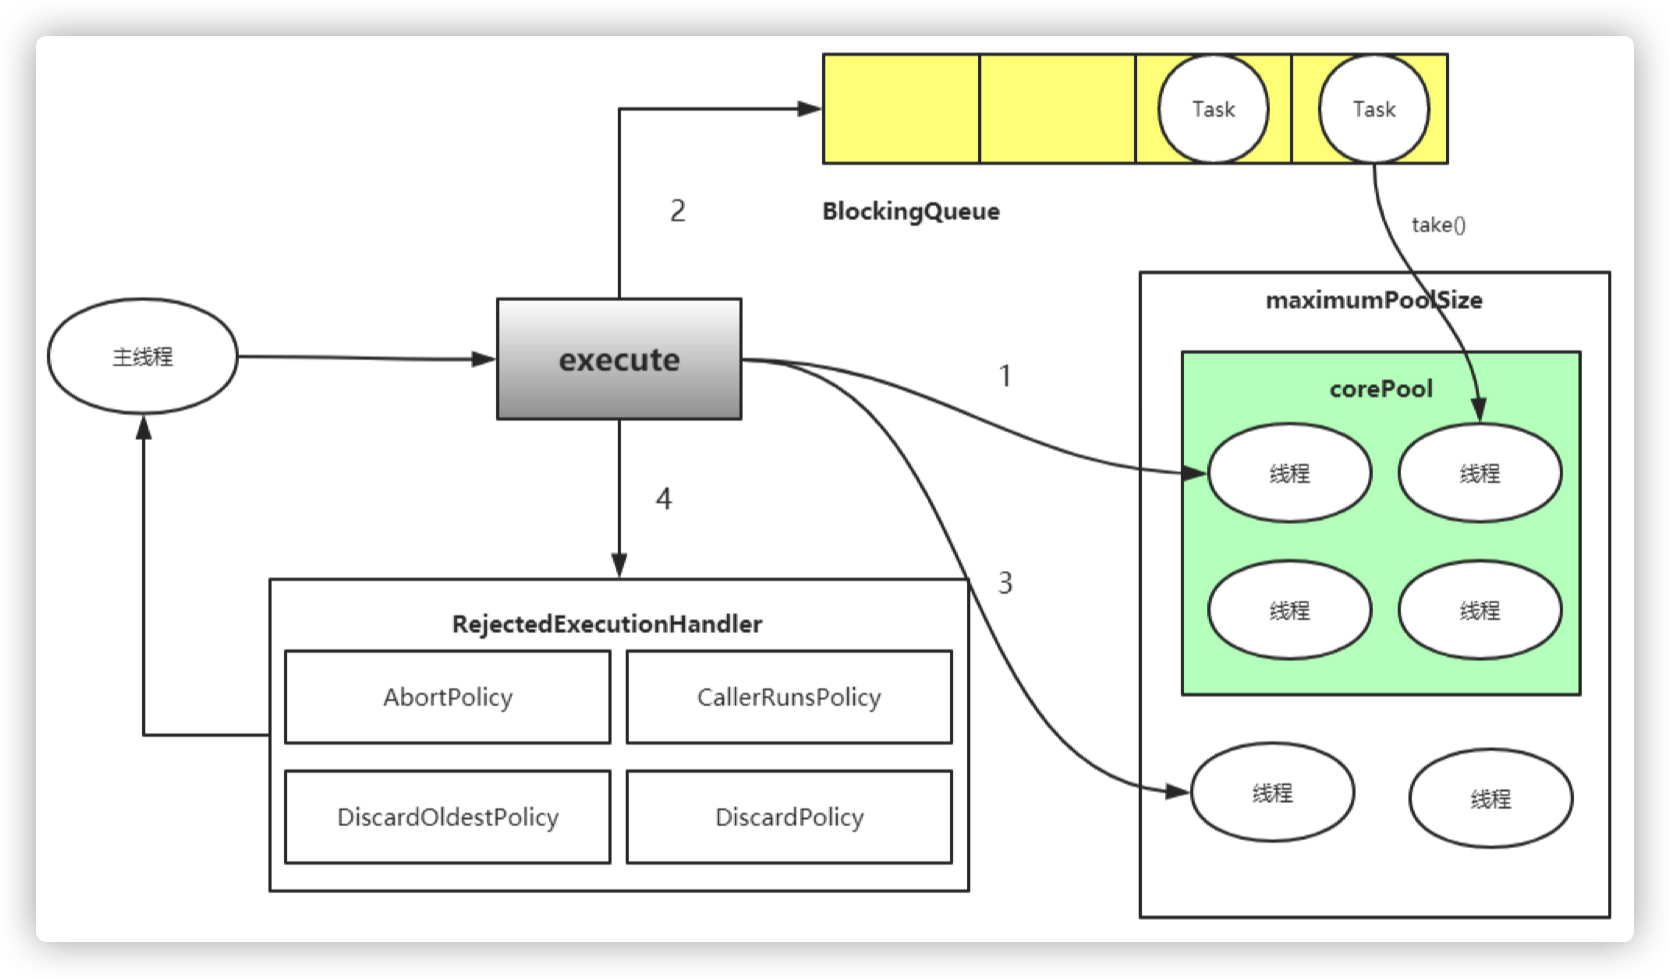 Task
Task
2
BlockingQueue
take()
maximumPoolSize
主线程
execute
1
corePool
线程
线程
4
3
线程
线程
RejectedExecutionHandler
AbortPolicy
CallerRunsPolicy
DiscardOldestPolicy
DiscardPolicy
线程
线程